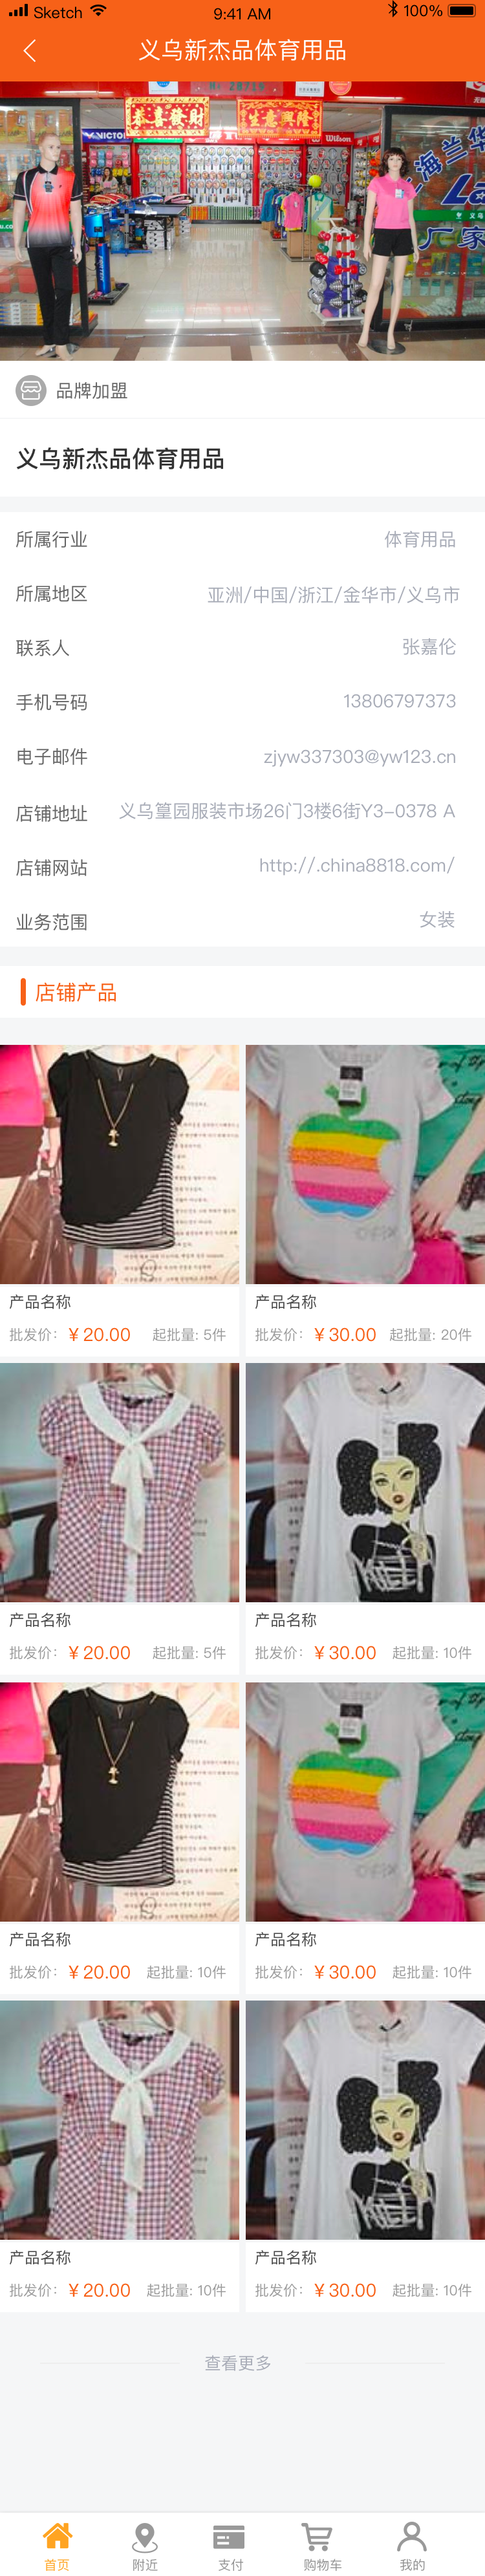 Sketch 9:41 AM 100%
义乌新杰品体育用品
恭喜發財 生意興隆
VICTOR Wilson
上海兰华
厂家
品牌加盟
义乌新杰品体育用品
所属行业 体育用品
所属地区 亚洲/中国/浙江/金华市/义乌市
联系人 张嘉伦
手机号码 13806797373
电子邮件 zjyw337303@yw123.cn
店铺地址 义乌篁园服装市场26门3楼6街Y3-0378 A
店铺网站 http://.china8818.com/
业务范围 女装
店铺产品
产品名称 产品名称
批发价: ¥20.00 起批量: 5件 批发价: ¥30.00 起批量: 20件
产品名称 产品名称
批发价: ¥20.00 起批量: 5件 批发价: ¥30.00 起批量: 10件
产品名称 产品名称
批发价: ¥20.00 起批量: 10件 批发价: ¥30.00 起批量: 10件
产品名称 产品名称
批发价: ¥20.00 起批量: 10件 批发价: ¥30.00 起批量: 10件
查看更多
首页 附近 支付 购物车 我的